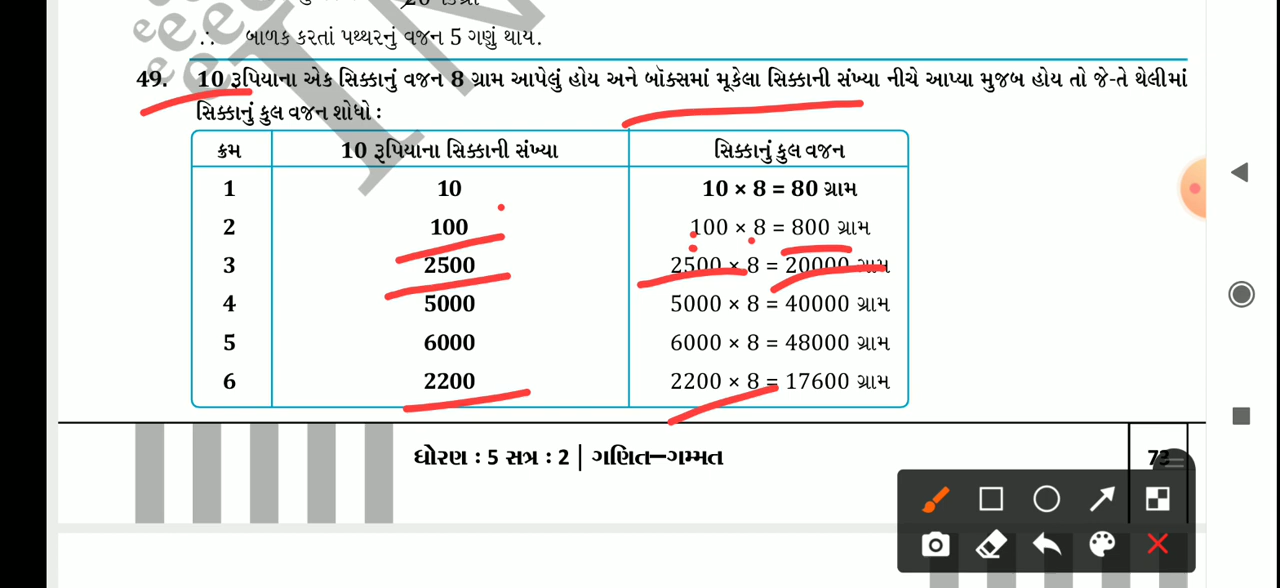 ∴ બાળક કરતાં પથ્થરનું વજન 5 ગણું થાય.
49. 10 રૂપિયાના એક સિક્કાનું વજન 8 ગ્રામ આપેલું હોય અને બૉક્સમાં મૂકેલા સિક્કાની સંખ્યા નીચે આપ્યા મુજબ હોય તો જે-તે થેલીમાં
સિક્કાનું કુલ વજન શોધો :
ક્રમ 10 રૂપિયાના સિક્કાની સંખ્યા સિક્કાનું કુલ વજન
1 10 10 × 8 = 80 ગ્રામ
2 100 100 × 8 = 800 ગ્રામ
3 2500 2500 × 8 = 20000 ગ્રામ
4 5000 5000 × 8 = 40000 ગ્રામ
5 6000 6000 × 8 = 48000 ગ્રામ
6 2200 2200 × 8 = 17600 ગ્રામ
ધોરણ : 5 સત્ર : 2 | ગણિત–ગમ્મત
73